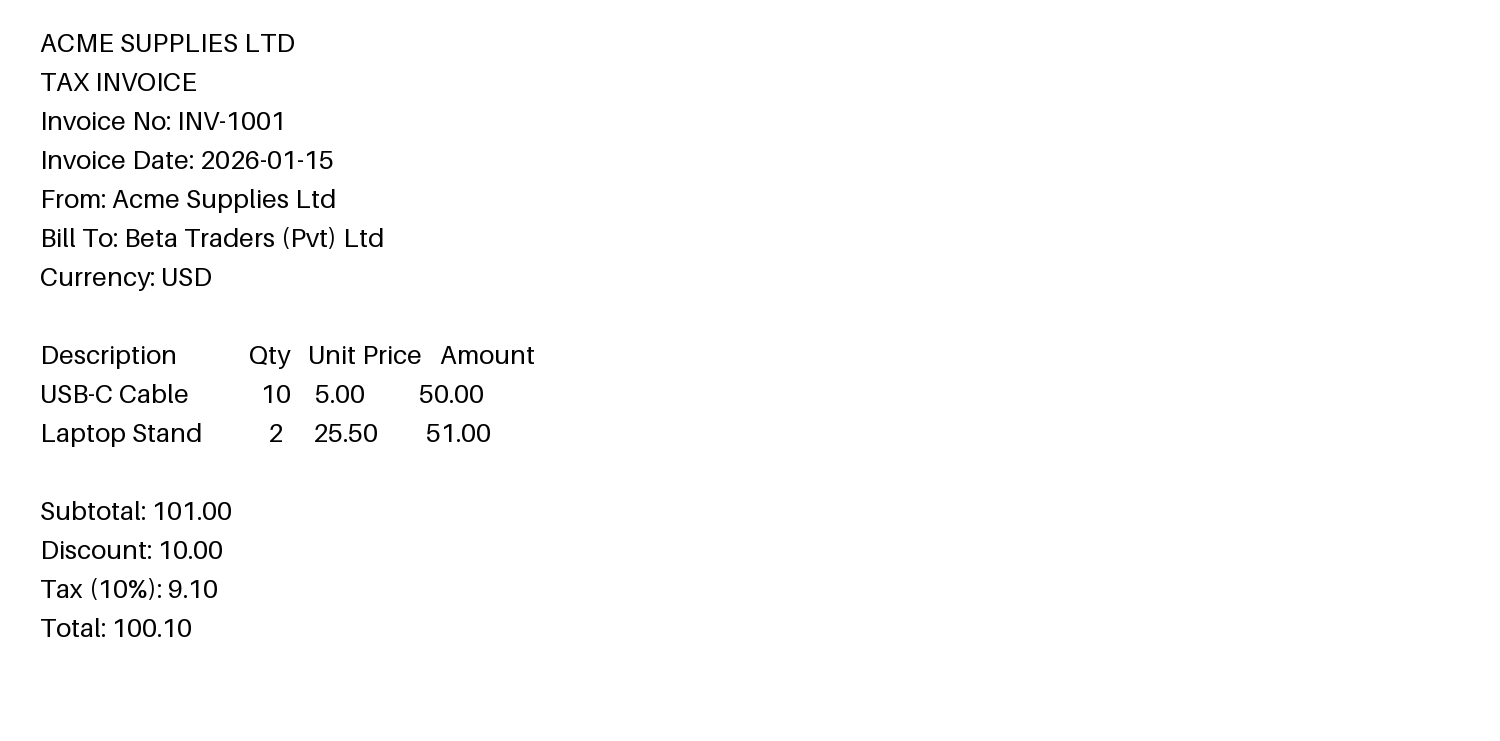 ACME SUPPLIES LTD
TAX INVOICE
Invoice No: INV-1001
Invoice Date: 2026-01-15
From: Acme Supplies Ltd
Bill To: Beta Traders (Pvt) Ltd
Currency: USD
Description Qty Unit Price Amount
USB-C Cable 10 5.00 50.00
Laptop Stand 2 25.50 51.00
Subtotal: 101.00
Discount: 10.00
Tax (10%): 9.10
Total: 100.10